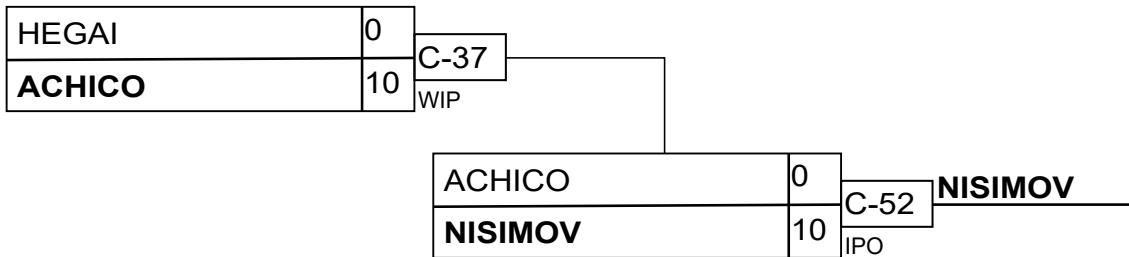 HEGAI 0
C-37
ACHICO 10
WIP
ACHICO 0
C-52 NISIMOV
NISIMOV 10
IPO